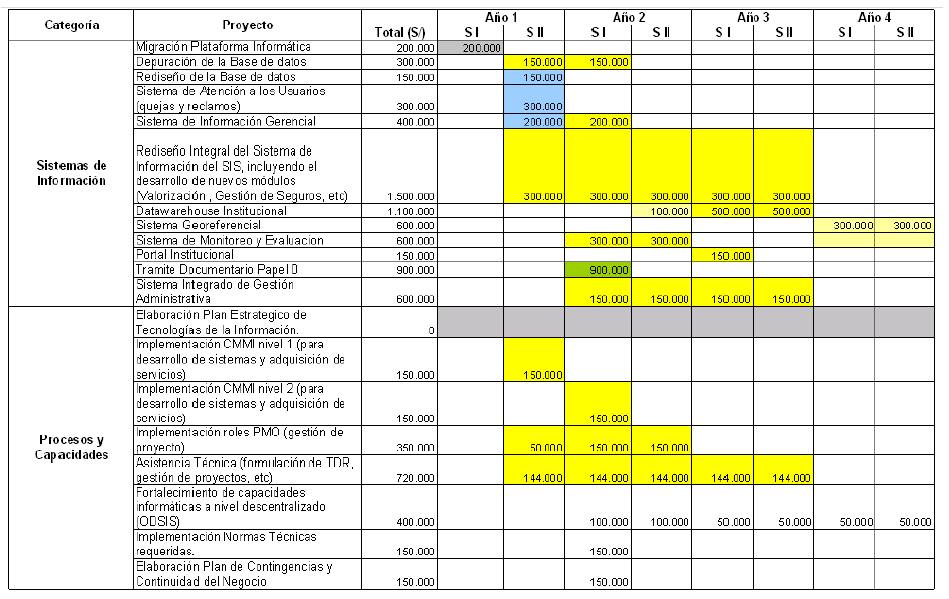 Categoría Proyecto Total (S/) Año 1 Año 2 Año 3 Año 4
S I S II S I S II S I S II S I S II
Sistemas de
Información
Migración Plataforma Informática 200.000 200.000
Depuración de la Base de datos 300.000 150.000 150.000
Rediseño de la Base de datos 150.000 150.000
Sistema de Atención a los Usuarios
(quejas y reclamos) 300.000 300.000
Sistema de Información Gerencial 400.000 200.000 200.000
Rediseño Integral del Sistema de
Información del SIS, incluyendo el
desarrollo de nuevos módulos
(Valorización , Gestión de Seguros, etc) 1.500.000 300.000 300.000 300.000 300.000 300.000
Datawarehouse Institucional 1.100.000 100.000 500.000 500.000
Sistema Georeferencial 600.000 300.000 300.000
Sistema de Monitoreo y Evaluacion 600.000 300.000 300.000
Portal Institucional 150.000 150.000
Tramite Documentario Papel 0 900.000 900.000
Sistema Integrado de Gestión
Administrativa 600.000 150.000 150.000 150.000 150.000
Procesos y
Capacidades
Elaboración Plan Estrategico de
Tecnologías de la Información. 0
Implementación CMMI nivel 1 (para
desarrollo de sistemas y adquisición de
servicios) 150.000 150.000
Implementación CMMI nivel 2 (para
desarrollo de sistemas y adquisición de
servicios) 150.000 150.000
Implementación roles PMO (gestión de
proyecto) 350.000 50.000 150.000 150.000
Asistencia Técnica (formulación de TDR,
gestión de proyectos, etc) 720.000 144.000 144.000 144.000 144.000 144.000
Fortalecimiento de capacidades
informáticas a nivel descentralizado
(ODSIS) 400.000 100.000 100.000 50.000 50.000 50.000 50.000
Implementación Normas Técnicas
requeridas. 150.000 150.000
Elaboración Plan de Contingencias y
Continuidad del Negocio 150.000 150.000